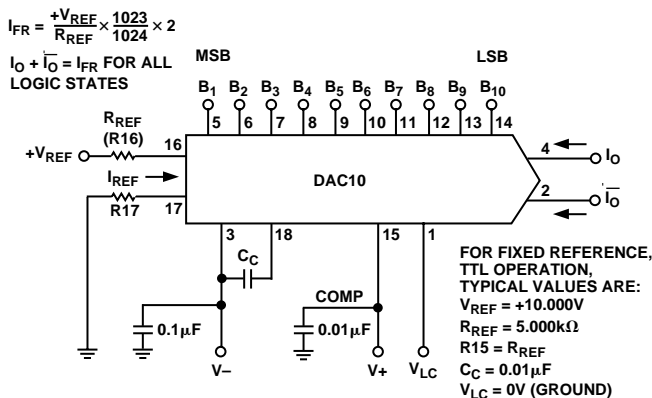 I_FR = +V_REF / R_REF × 1023 / 1024 × 2
I_O + \overline{I_O} = I_FR FOR ALL
LOGIC STATES
MSB
LSB
B1 B2 B3 B4 B5 B6 B7 B8 B9 B10
5 6 7 8 9 10 11 12 13 14
R_REF
(R16)
+V_REF
16
4
I_O
I_REF
DAC10
R17
17
2
\overline{I_O}
3 18 15 1
C_C
COMP
0.1μF
0.01μF
V–
V+
V_LC
FOR FIXED REFERENCE,
TTL OPERATION,
TYPICAL VALUES ARE:
V_REF = +10.000V
R_REF = 5.000kΩ
R15 = R_REF
C_C = 0.01μF
V_LC = 0V (GROUND)